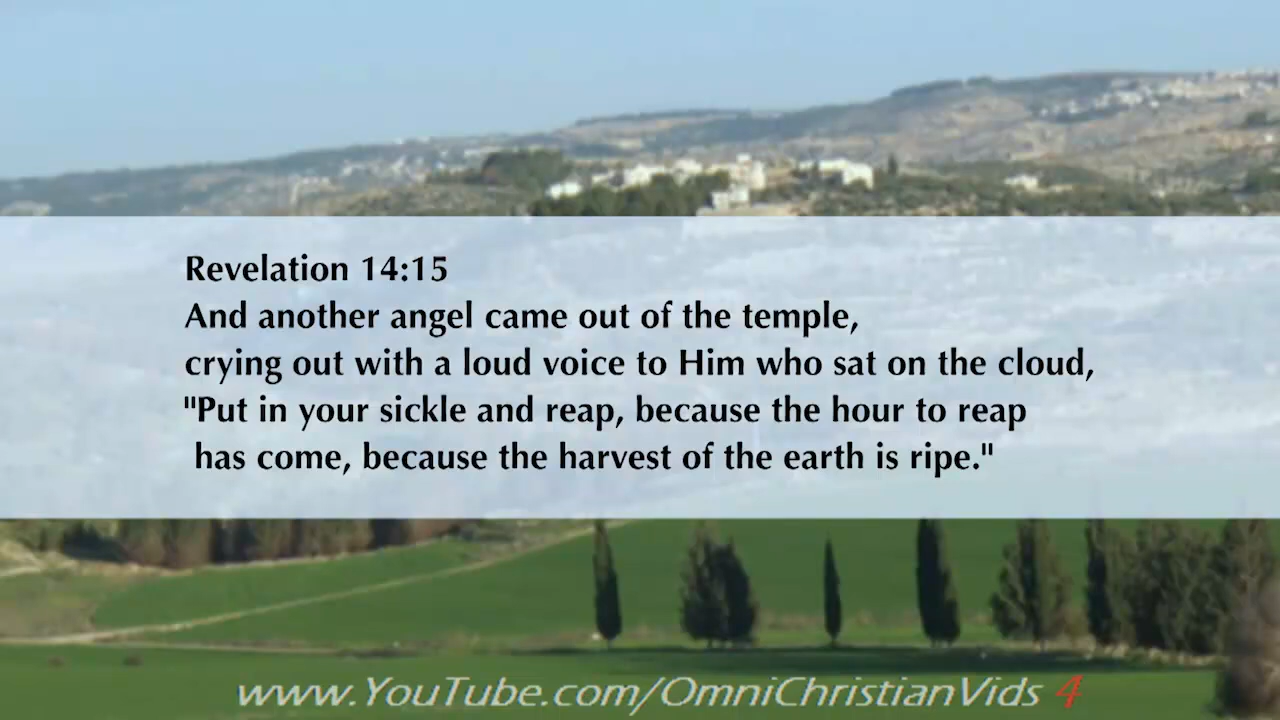 Revelation 14:15
And another angel came out of the temple,
crying out with a loud voice to Him who sat on the cloud,
"Put in your sickle and reap, because the hour to reap
has come, because the harvest of the earth is ripe."
www.YouTube.com/OmniChristianVids 4